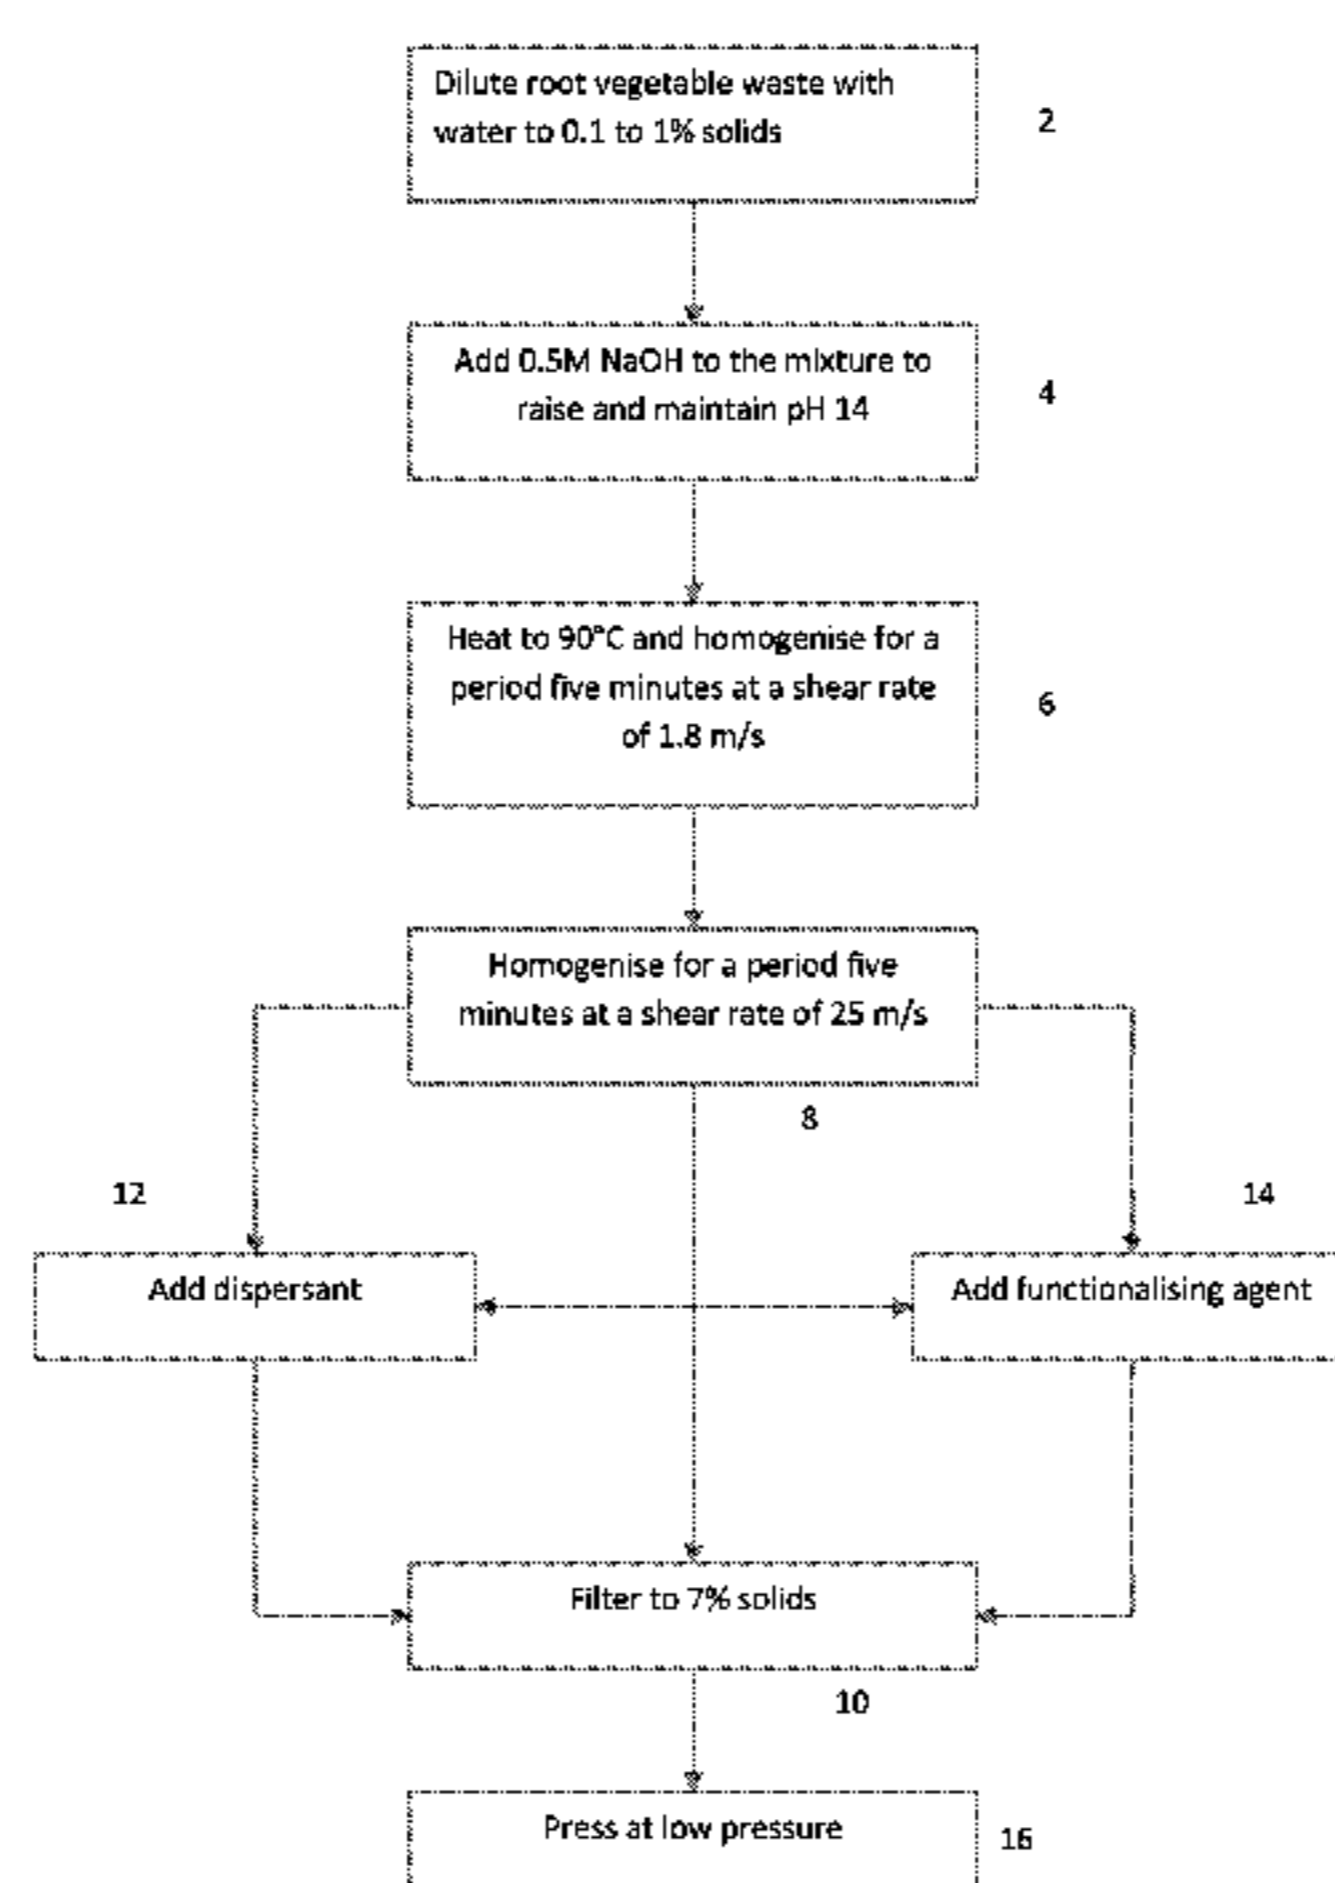 Dilute root vegetable waste with
water to 0.1 to 1% solids
2
Add 0.5M NaOH to the mixture to
raise and maintain pH 14
4
Heat to 90°C and homogenise for a
period five minutes at a shear rate
of 1.8 m/s
6
Homogenise for a period five
minutes at a shear rate of 25 m/s
8
12
14
Add dispersant
Add functionalising agent
Filter to 7% solids
10
Press at low pressure
16